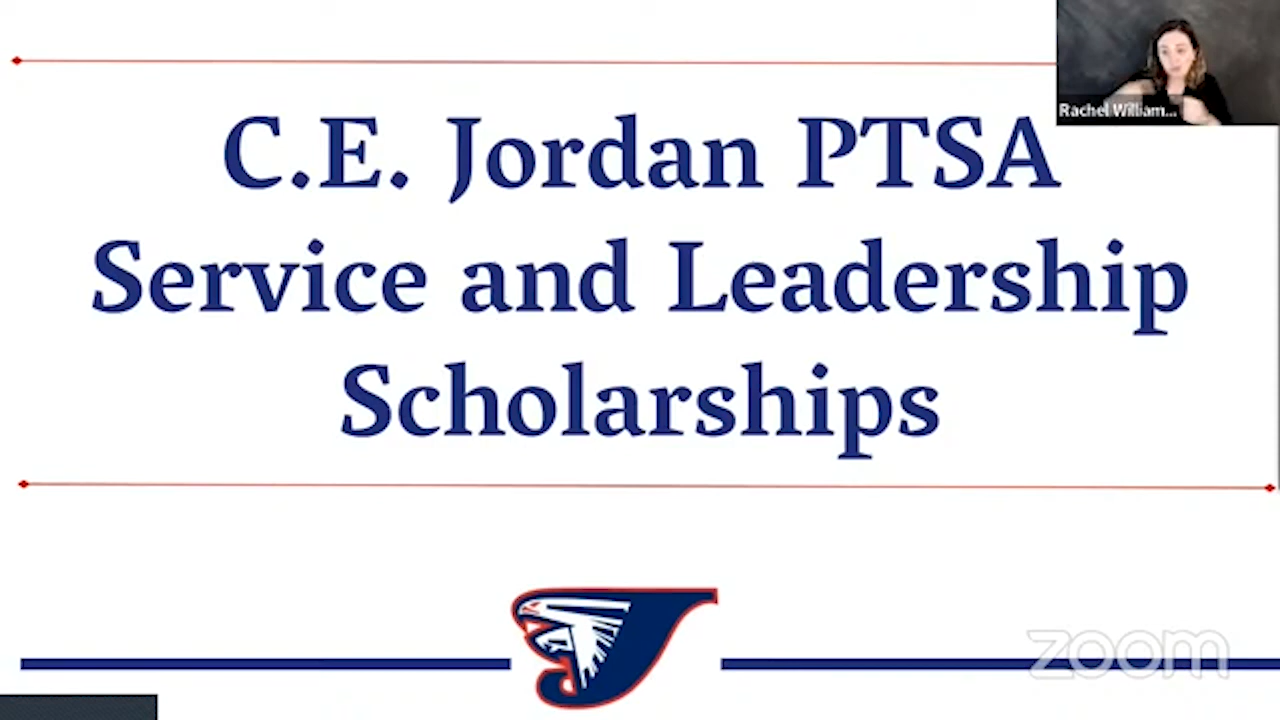 Rachel William...
C.E. Jordan PTSA
Service and Leadership
Scholarships
zoom